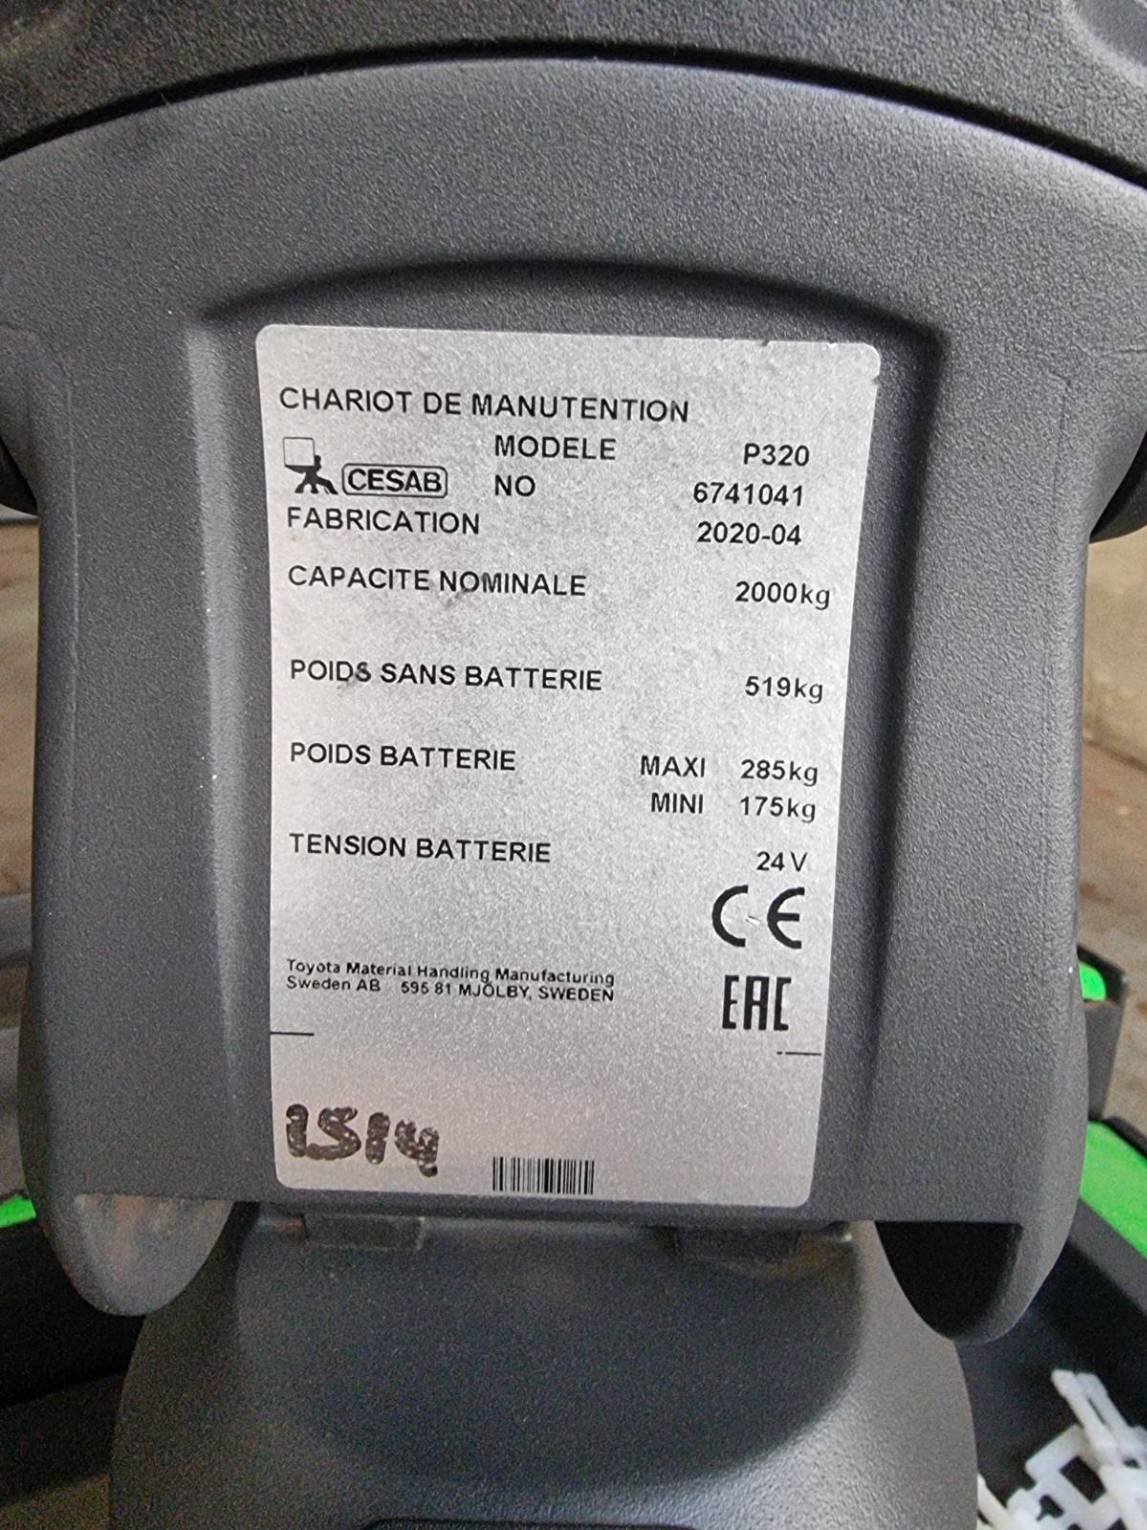 CHARIOT DE MANUTENTION
MODELE P320
CESAB NO 6741041
FABRICATION 2020-04
CAPACITE NOMINALE 2000kg
POIDS SANS BATTERIE 519kg
POIDS BATTERIE MAXI 285kg
MINI 175kg
TENSION BATTERIE 24V
CE
Toyota Material Handling Manufacturing
Sweden AB 595 81 MJÖLBY, SWEDEN
EAC
1514